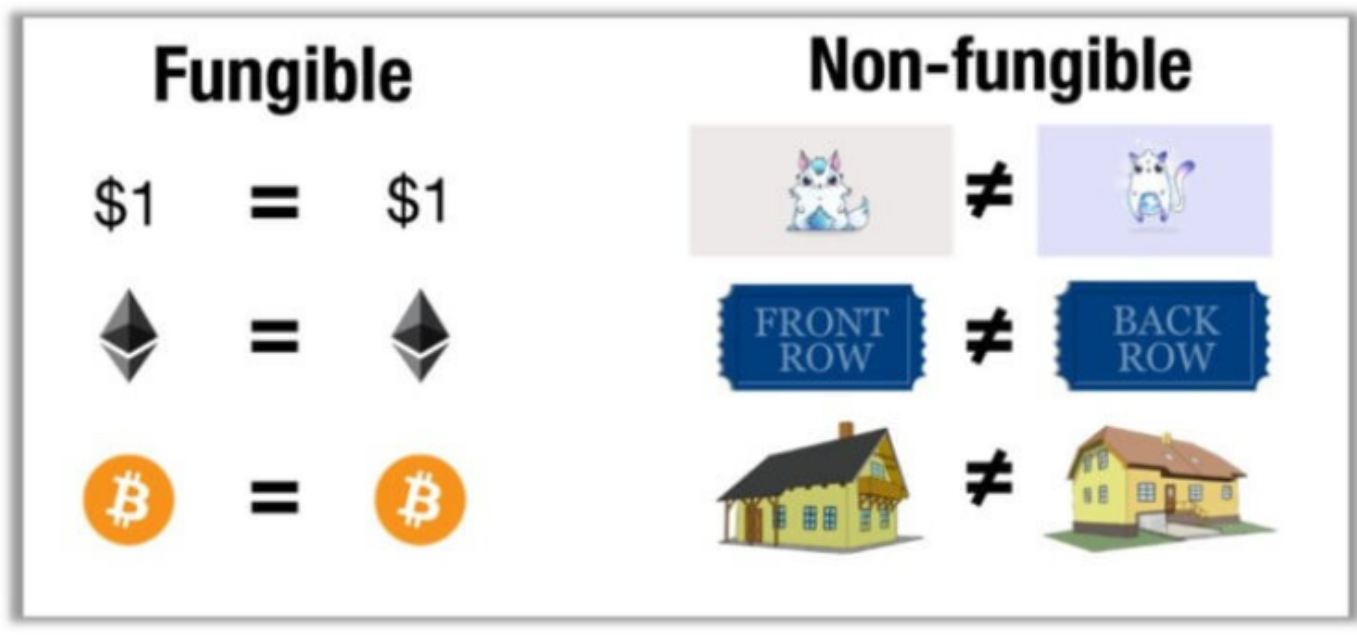 Fungible
Non-fungible
$1 = $1
≠
FRONT
ROW
BACK
ROW
=
≠
=
≠